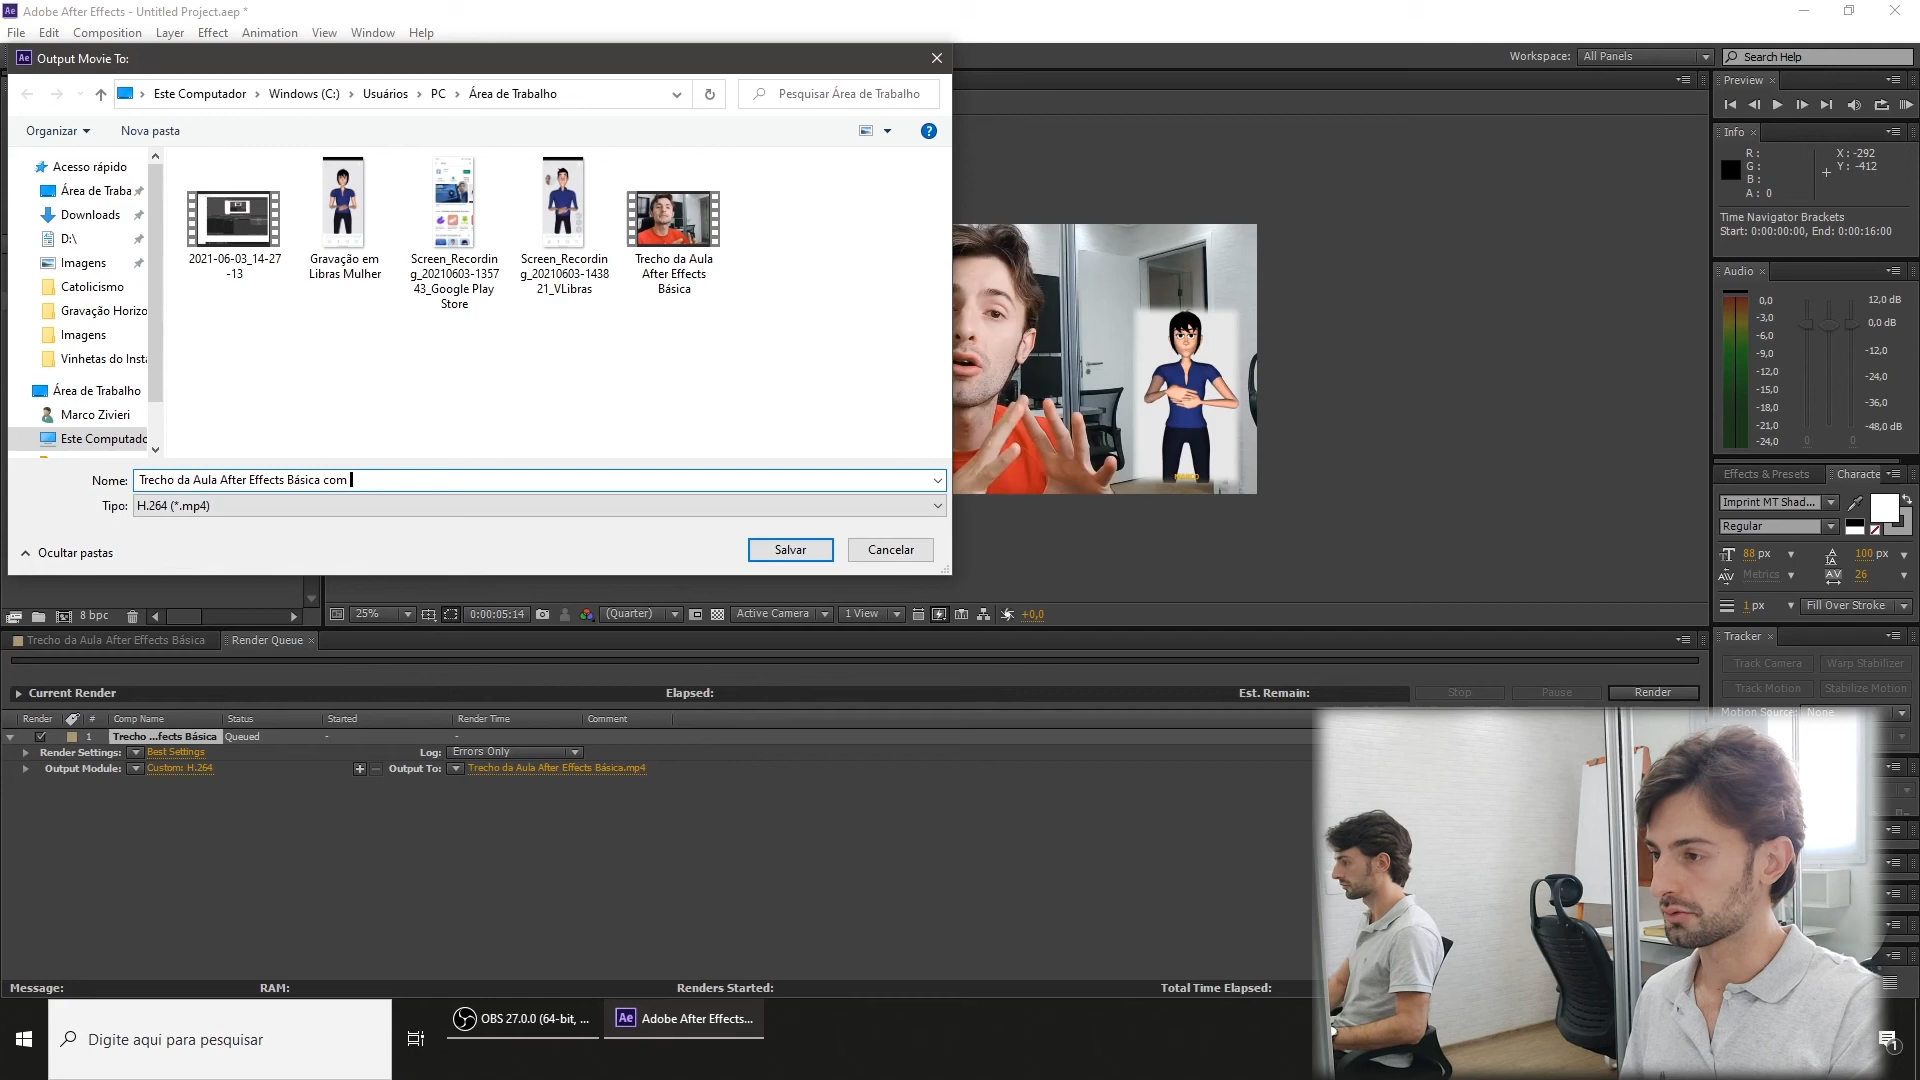 Adobe After Effects - Untitled Project.aep *
File Edit Composition Layer Effect Animation View Window Help
Output Movie To:
Workspace: All Panels
Search Help
Este Computador > Windows (C:) > Usuários > PC > Área de Trabalho
Pesquisar Área de Trabalho
Organizar
Nova pasta
Acesso rápido
Área de Traba
Downloads
D:\
Imagens
Catolicismo
Gravação Horizo
Imagens
Vinhetas do Inst
Área de Trabalho
Marco Zivieri
Este Computado
2021-06-03_14-27
-13
Gravação em
Libras Mulher
Screen_Recordin
g_20210603-1357
43_Google Play
Store
Screen_Recordin
g_20210603-1438
21_VLibras
Trecho da Aula
After Effects
Básica
Nome: Trecho da Aula After Effects Básica com
Tipo: H.264 (*.mp4)
Ocultar pastas
Salvar
Cancelar
Preview
Info
R:
G:
B:
A: 0
X: -292
Y: -412
Time Navigator Brackets
Start: 0:00:00:00, End: 0:00:16:00
Audio
0,0
-3,0
-6,0
-9,0
-12,0
-15,0
-18,0
-21,0
-24,0
12,0 dB
0,0 dB
-12,0
-24,0
-36,0
-48,0 dB
0
0
Effects & Presets
Characte
Imprint MT Shad...
Regular
88 px
100 px
Metrics
26
1 px
Fill Over Stroke
Tracker
Track Camera
Warp Stabilizer
Track Motion
Stabilize Motion
Motion Source: None
8 bpc
25%
0:00:05:14
(Quarter)
Active Camera
1 View
+0,0
Trecho da Aula After Effects Básica
Render Queue
Current Render
Elapsed:
Est. Remain:
Stop
Pause
Render
Render
#
Comp Name
Status
Started
Render Time
Comment
1
Trecho ...fects Básica
Queued
-
-
Render Settings: Best Settings
Log: Errors Only
Output Module: Custom: H.264
Output To: Trecho da Aula After Effects Básica.mp4
Message:
RAM:
Renders Started:
Total Time Elapsed:
Digite aqui para pesquisar
OBS 27.0.0 (64-bit, ...
Adobe After Effects...
1